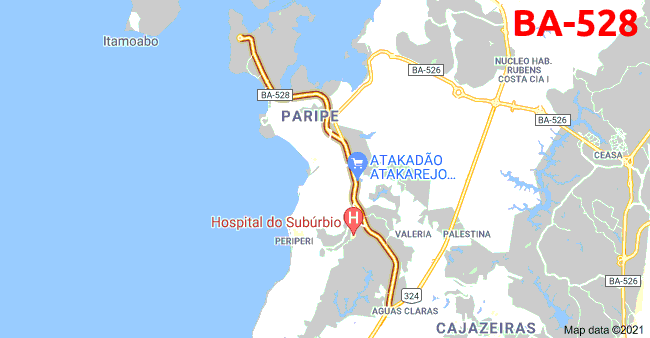 BA-528
Itamoabo
NUCLEO HAB.
RUBENS
COSTA CIA I
BA-526
BA-528
PARIPE
BA-526
CEASA
ATAKADÃO
ATAKAREJO...
Hospital do Subúrbio
H
VALERIA
PALESTINA
PERIPERI
BA-526
324
AGUAS CLARAS
CAJAZEIRAS
Map data ©2021